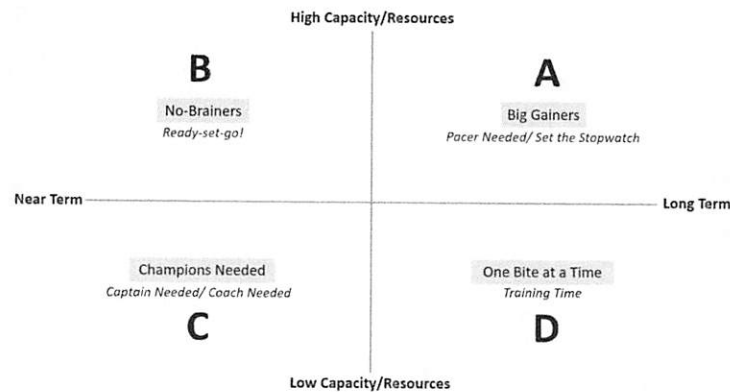 High Capacity/Resources
B
A
No-Brainers
Big Gainers
Ready-set-go!
Pacer Needed/ Set the Stopwatch
Near Term
Long Term
Champions Needed
One Bite at a Time
Captain Needed/ Coach Needed
Training Time
C
D
Low Capacity/Resources